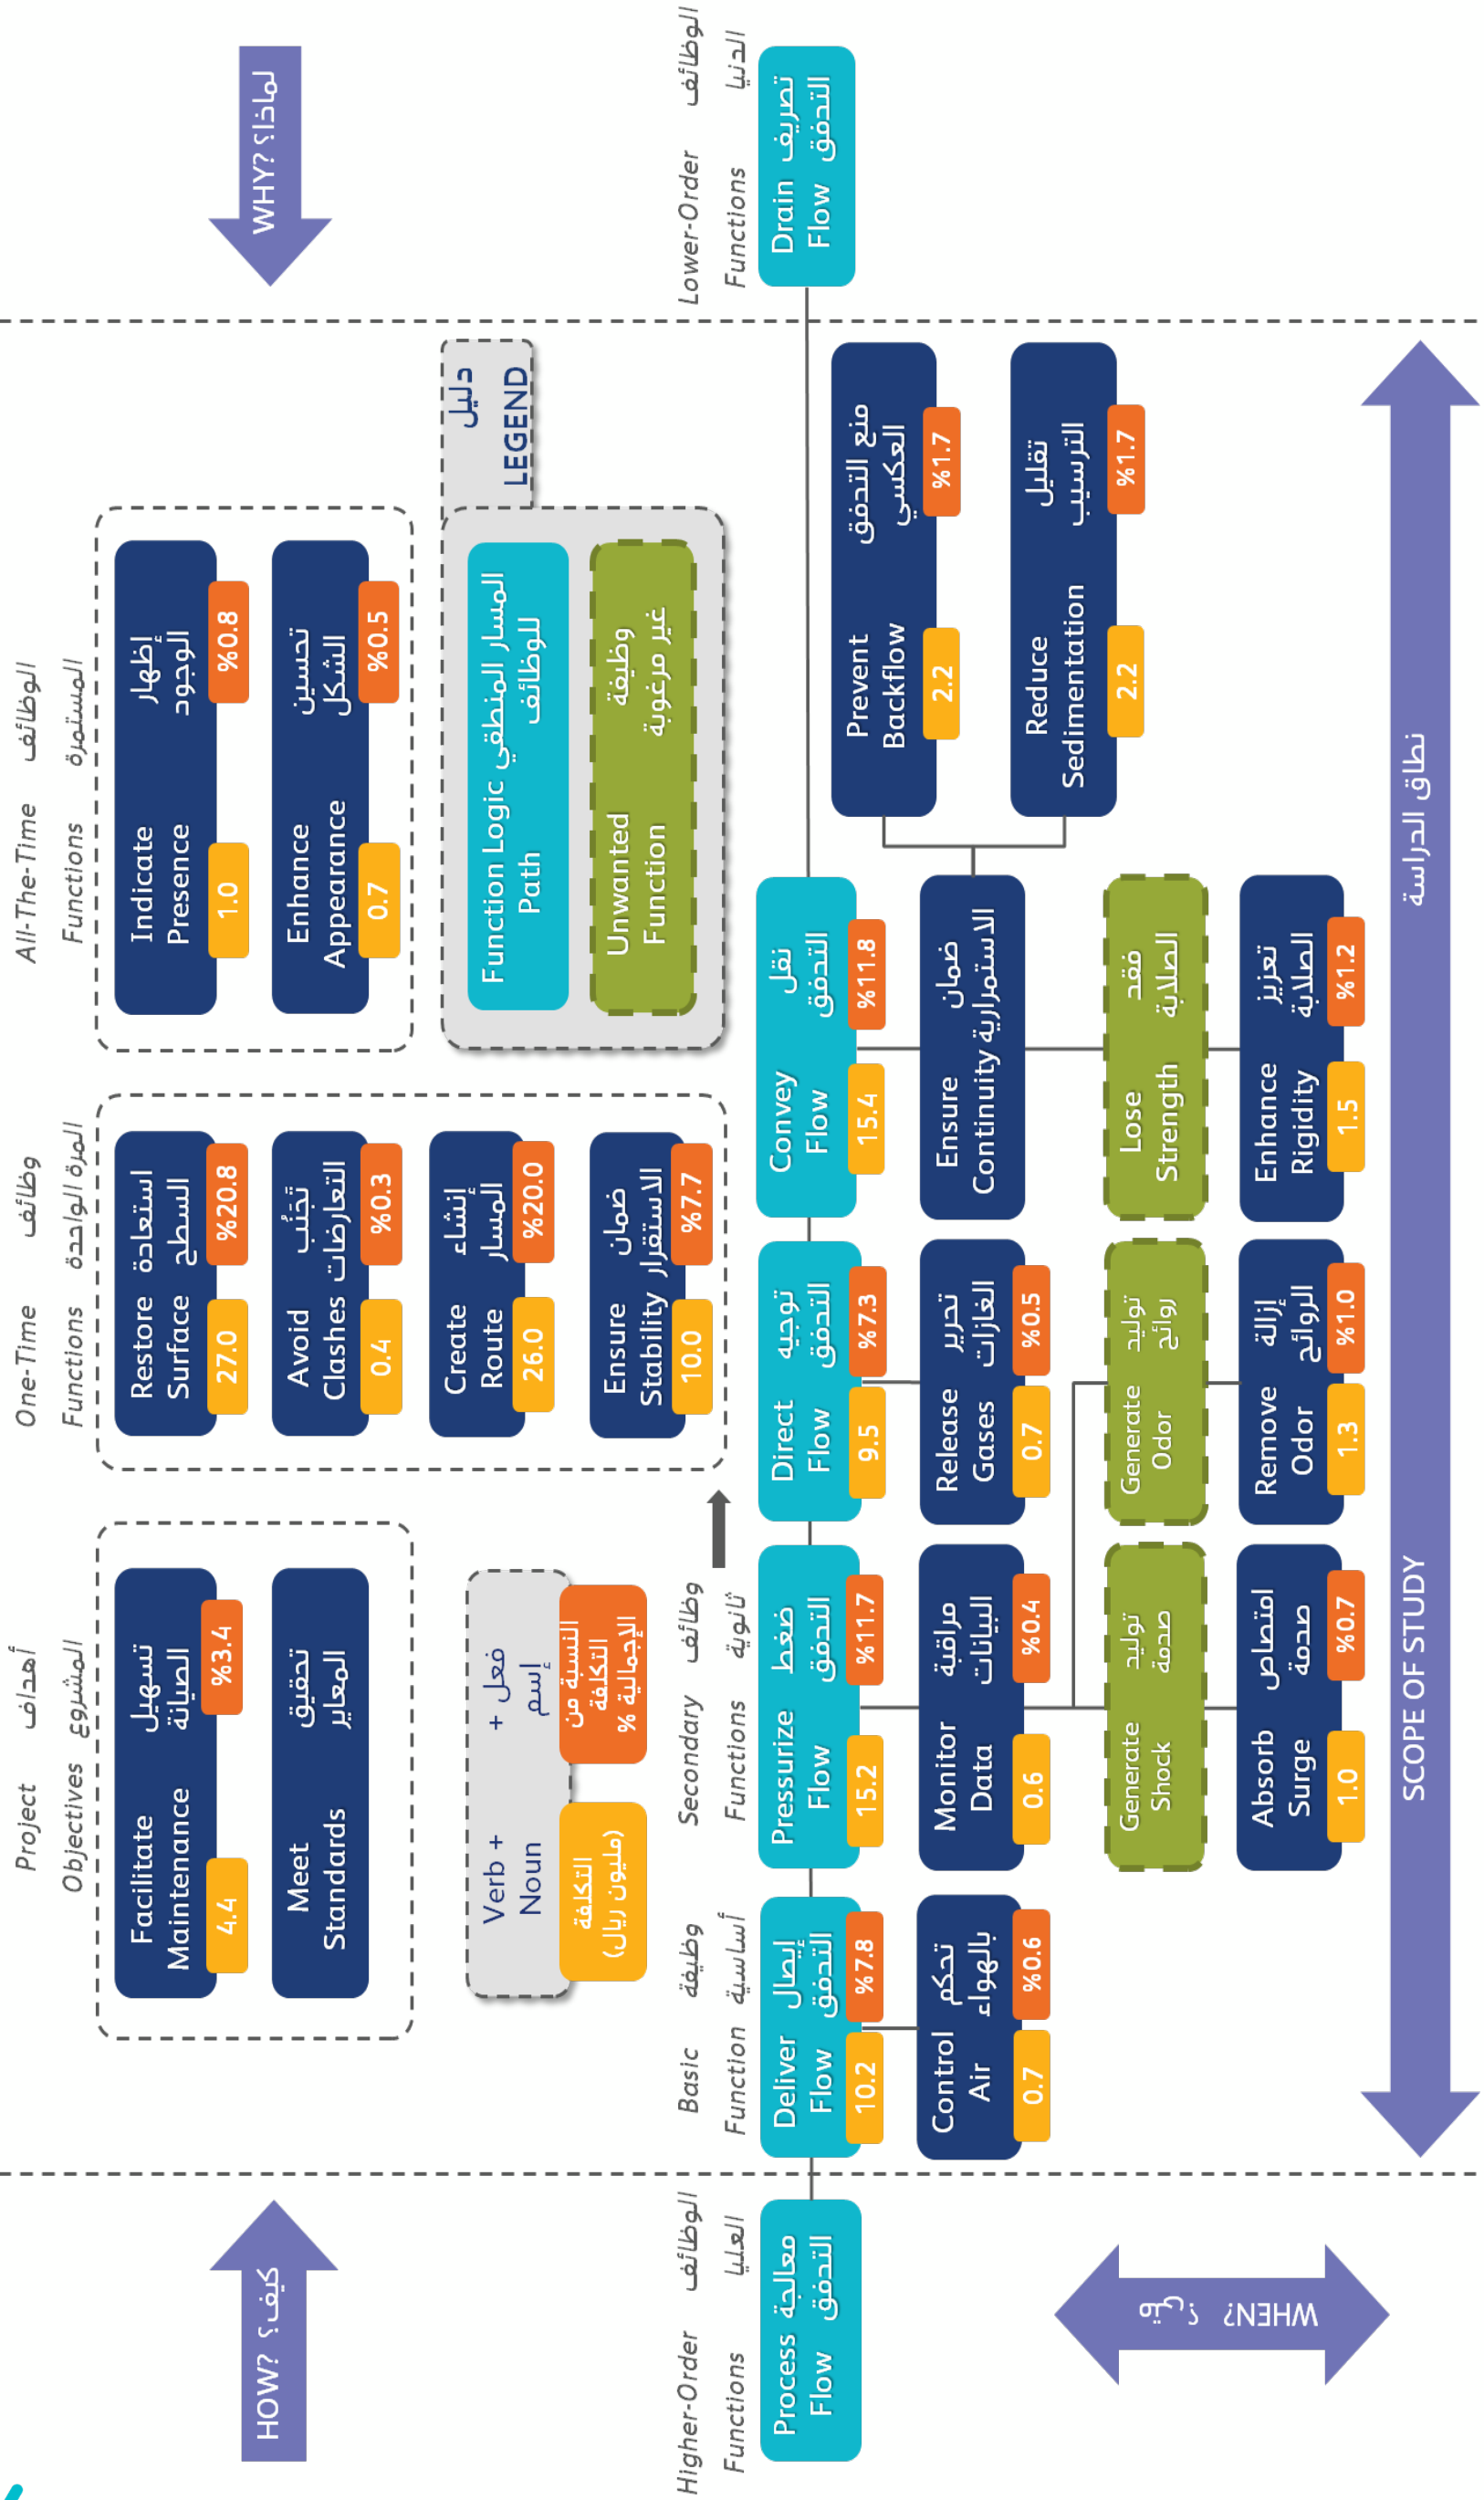 HOW? كيف؟
WHY? لماذا؟
Project أهداف
Objectives المشروع
Facilitate تسهيل
Maintenance الصيانة
4.4
%3.4
Meet تحقيق
Standards المعايير
One-Time وظائف
Functions المرة الواحدة
Restore استعادة
Surface السطح
27.0
%20.8
Avoid تَجَنُّب
Clashes التعارضات
0.4
%0.3
Create إنشاء
Route المسار
26.0
%20.0
Ensure ضمان
Stability الاستقرار
10.0
%7.7
All-The-Time الوظائف
Functions المستمرة
Indicate إظهار
Presence الوجود
1.0
%0.8
Enhance تحسين
Appearance الشكل
0.7
%0.5
دليل
LEGEND
Function Logic المسار المنطقي
Path للوظائف
Unwanted وظيفة
Function غير مرغوبة
Verb + فعل +
Noun إسم
التكلفة
(مليون ريال)
النسبة من
التكلفة
الإجمالية %
Higher-Order الوظائف
Functions العليا
Basic وظيفة
Function أساسية
Secondary وظائف
Functions ثانوية
Lower-Order الوظائف
Functions الدنيا
Process معالجة
Flow التدفق
Deliver إيصال
Flow التدفق
10.2
%7.8
Pressurize ضغط
Flow التدفق
15.2
%11.7
Direct توجيه
Flow التدفق
9.5
%7.3
Convey نقل
Flow التدفق
15.4
%11.8
Drain تصريف
Flow التدفق
Control تحكم
Air بالهواء
0.7
%0.6
Monitor مراقبة
Data البيانات
0.6
%0.4
Release تحرير
Gases الغازات
0.7
%0.5
Ensure ضمان
Continuity الاستمرارية
Prevent منع التدفق
Backflow العكسي
2.2
%1.7
Reduce تقليل
Sedimentation الترسيب
2.2
%1.7
Generate توليد
Shock صدمة
Generate توليد
Odor روائح
Lose فقد
Strength الصلابة
Absorb امتصاص
Surge صدمة
1.0
%0.7
Remove إزالة
Odor الروائح
1.3
%1.0
Enhance تعزيز
Rigidity الصلابة
1.5
%1.2
WHEN? متى؟
SCOPE OF STUDY نطاق الدراسة